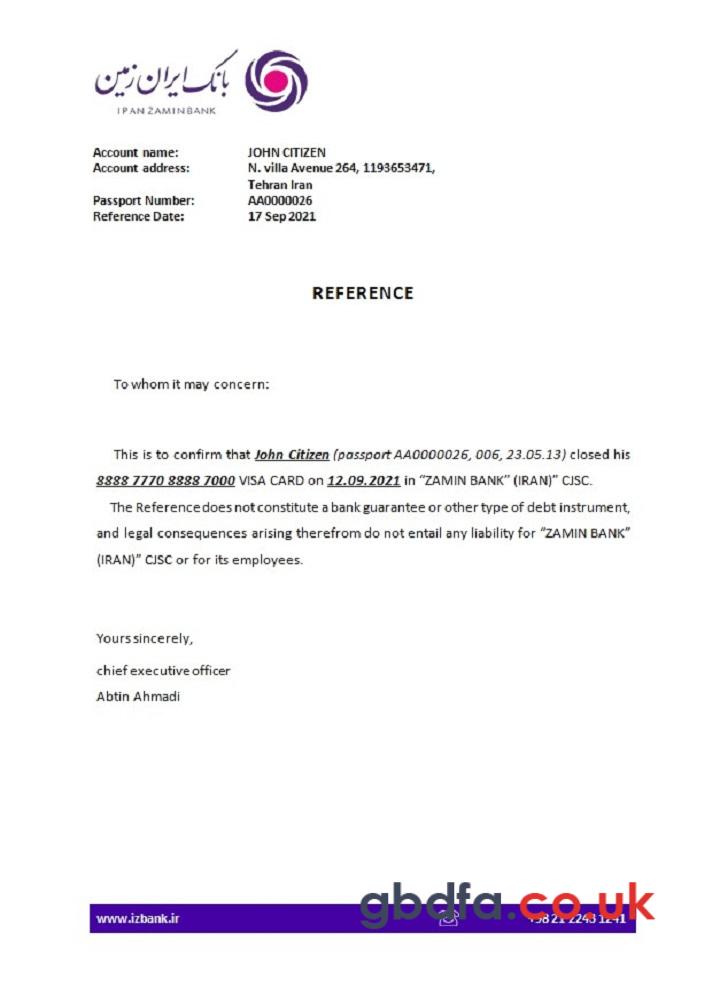 بانک ایران زمین
IRAN ZAMIN BANK
Account name: JOHN CITIZEN
Account address: N. villa Avenue 264, 1193653471,
Tehran Iran
Passport Number: AA0000026
Reference Date: 17 Sep 2021
REFERENCE
To whom it may concern:
This is to confirm that John Citizen (passport AA0000026, 006, 23.05.13) closed his
8888 7770 8888 7000 VISA CARD on 12.09.2021 in “ZAMIN BANK” (IRAN)” CJSC.
The Reference does not constitute a bank guarantee or other type of debt instrument,
and legal consequences arising therefrom do not entail any liability for “ZAMIN BANK”
(IRAN)” CJSC or for its employees.
Yours sincerely,
chief executive officer
Abtin Ahmadi
gbdfa.co.uk
www.izbank.ir +98 21 2243 1241